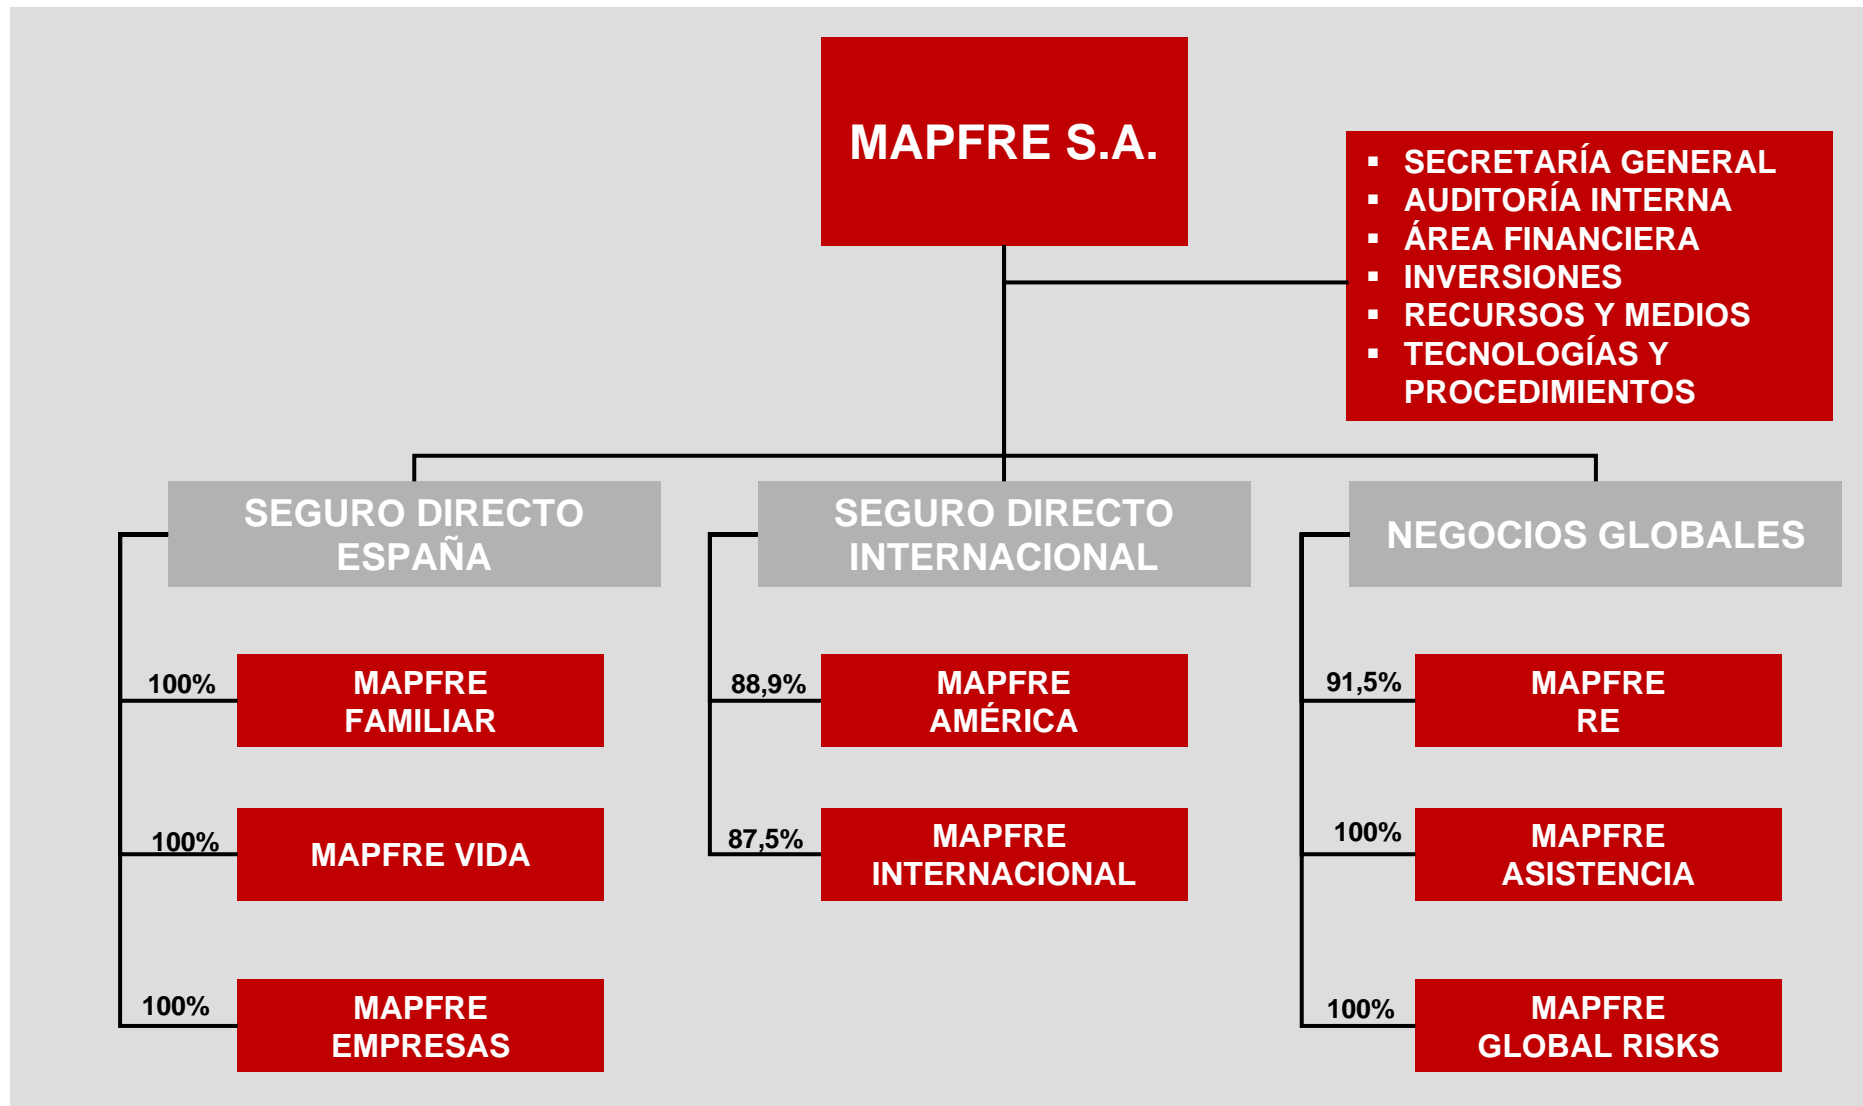 MAPFRE S.A.
▪ SECRETARÍA GENERAL
▪ AUDITORÍA INTERNA
▪ ÁREA FINANCIERA
▪ INVERSIONES
▪ RECURSOS Y MEDIOS
▪ TECNOLOGÍAS Y
PROCEDIMIENTOS
SEGURO DIRECTO
ESPAÑA
100%
MAPFRE
FAMILIAR
100%
MAPFRE VIDA
100%
MAPFRE
EMPRESAS
SEGURO DIRECTO
INTERNACIONAL
88,9%
MAPFRE
AMÉRICA
87,5%
MAPFRE
INTERNACIONAL
NEGOCIOS GLOBALES
91,5%
MAPFRE
RE
100%
MAPFRE
ASISTENCIA
100%
MAPFRE
GLOBAL RISKS